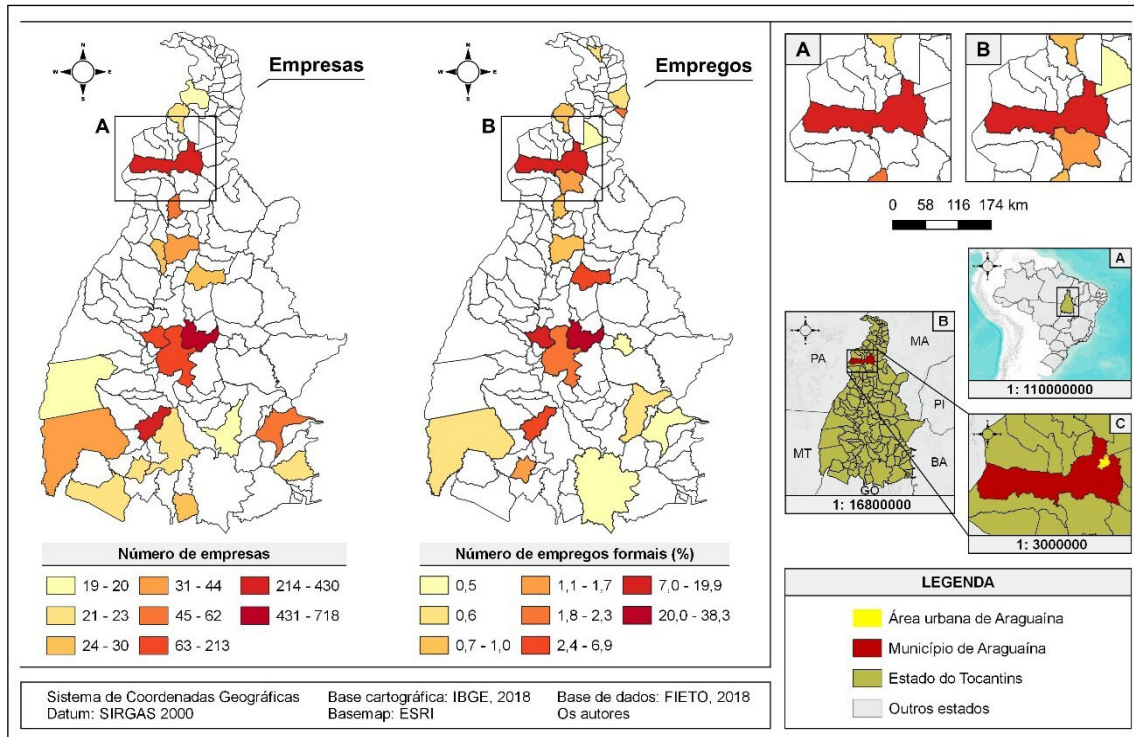 N
W E
S
Empresas
A
Número de empresas
19 - 20
31 - 44
214 - 430
21 - 23
45 - 62
431 - 718
24 - 30
63 - 213
N
W E
S
Empregos
B
Número de empregos formais (%)
0,5
1,1 - 1,7
7,0 - 19,9
0,6
1,8 - 2,3
20,0 - 38,3
0,7 - 1,0
2,4 - 6,9
Sistema de Coordenadas Geográficas
Datum: SIRGAS 2000
Base cartográfica: IBGE, 2018
Basemap: ESRI
Base de dados: FIETO, 2018
Os autores
A
B
0 58 116 174 km
A
1: 110000000
B
PA
MA
PI
MT
BA
GO
1: 16800000
C
1: 3000000
LEGENDA
Área urbana de Araguaína
Município de Araguaína
Estado do Tocantins
Outros estados